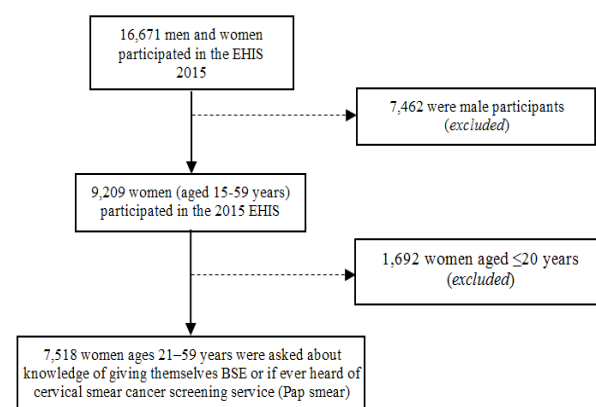 16,671 men and women
participated in the EHIS
2015
7,462 were male participants
(excluded)
9,209 women (aged 15-59 years)
participated in the 2015 EHIS
1,692 women aged ≤20 years
(excluded)
7,518 women ages 21–59 years were asked about
knowledge of giving themselves BSE or if ever heard of
cervical smear cancer screening service (Pap smear)